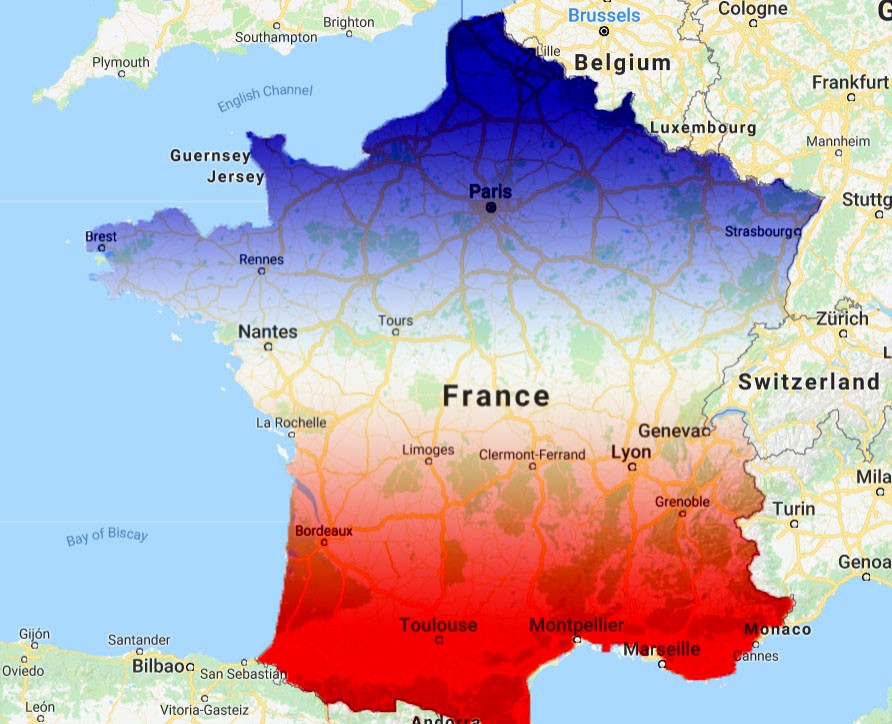 Brighton
Brussels
Cologne
G
Southampton
Lille
Plymouth
Belgium
Frankfurt
English Channel
Luxembourg
Mannheim
Guernsey
Jersey
Paris
Stuttg
Brest
Strasbourg
Rennes
Nantes
Tours
Zürich
L
France
Switzerland
La Rochelle
Geneva
Limoges
Clermont-Ferrand
Lyon
Mila
Grenoble
Turin
Bay of Biscay
Bordeaux
Genoa
Toulouse
Montpellier
Monaco
Gijón
Santander
Marseille
Cannes
Oviedo
Bilbao
San Sebastian
León
Vitoria-Gasteiz
Andorra